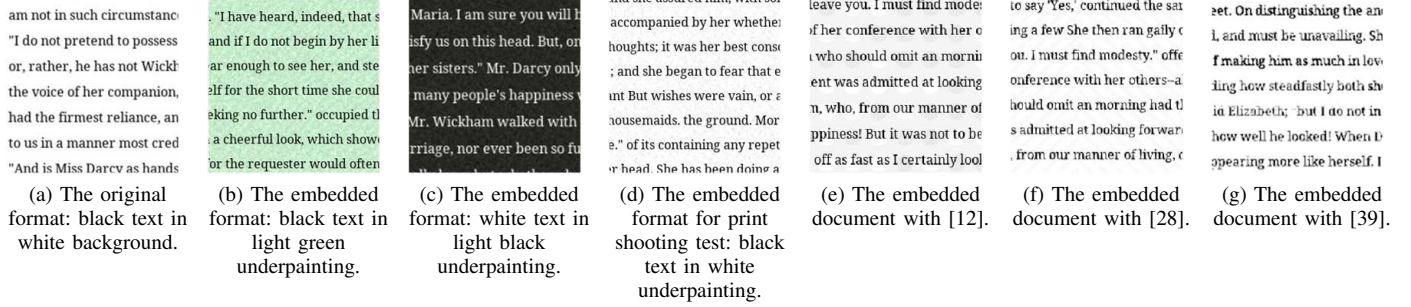 am not in such circumstanc
"I do not pretend to possess
or, rather, he has not Wickh
the voice of her companion,
had the firmest reliance, an
to us in a manner most cred
"And is Miss Darcy as hands
(a) The original
format: black text in
white background.
. "I have heard, indeed, that s
and if I do not begin by her li
ar enough to see her, and ste
elf for the short time she coul
eking no further." occupied tl
a cheerful look, which show
for the requester would often
(b) The embedded
format: black text in
light green
underpainting.
Maria. I am sure you will b
isfy us on this head. But, on
her sisters." Mr. Darcy only
many people's happiness v
Mr. Wickham walked with
rriage, nor ever been so fu
(c) The embedded
format: white text in
light black
underpainting.
accompanied by her whether
houghts; it was her best cons
; and she began to fear that e
ant But wishes were vain, or a
housemaids. the ground. Mor
e." of its containing any repet
r head. She has been doing a
(d) The embedded
format for print
shooting test: black
text in white
underpainting.
leave you. I must find modes
of her conference with her o
who should omit an mornin
ent was admitted at looking
m, who, from our manner of
ppiness! But it was not to be
off as fast as I certainly lool
(e) The embedded
document with [12].
to say 'Yes,' continued the sar
ing a few She then ran gaily c
ou. I must find modesty." offe
onference with her others–a
hould omit an morning had tl
s admitted at looking forwar
, from our manner of living, c
(f) The embedded
document with [28].
eet. On distinguishing the an
l, and must be unavailing. Sh
f making him as much in lov
ling how steadfastly both sh
id Elizabeth; "but I do not in
how well he looked! When D
ppearing more like herself. I
(g) The embedded
document with [39].